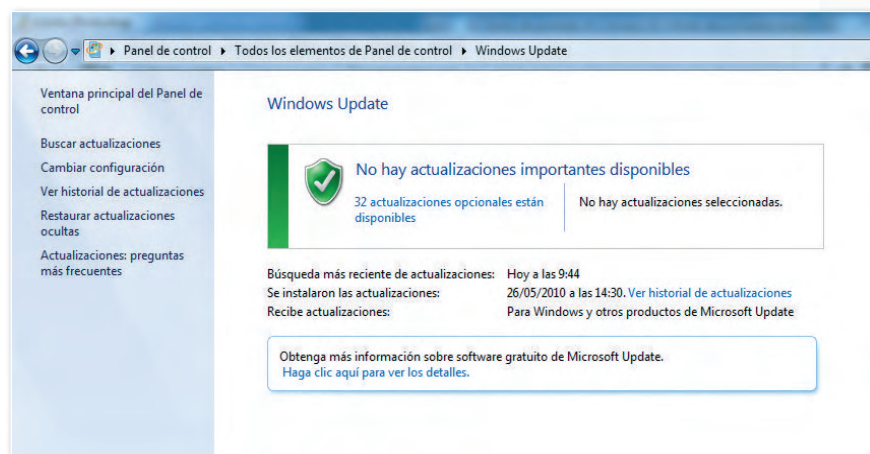 Panel de control ▸ Todos los elementos de Panel de control ▸ Windows Update
Ventana principal del Panel de
control
Buscar actualizaciones
Cambiar configuración
Ver historial de actualizaciones
Restaurar actualizaciones
ocultas
Actualizaciones: preguntas
más frecuentes
Windows Update
No hay actualizaciones importantes disponibles
32 actualizaciones opcionales están
disponibles
No hay actualizaciones seleccionadas.
Búsqueda más reciente de actualizaciones: Hoy a las 9:44
Se instalaron las actualizaciones: 26/05/2010 a las 14:30. Ver historial de actualizaciones
Recibe actualizaciones: Para Windows y otros productos de Microsoft Update
Obtenga más información sobre software gratuito de Microsoft Update.
Haga clic aquí para ver los detalles.